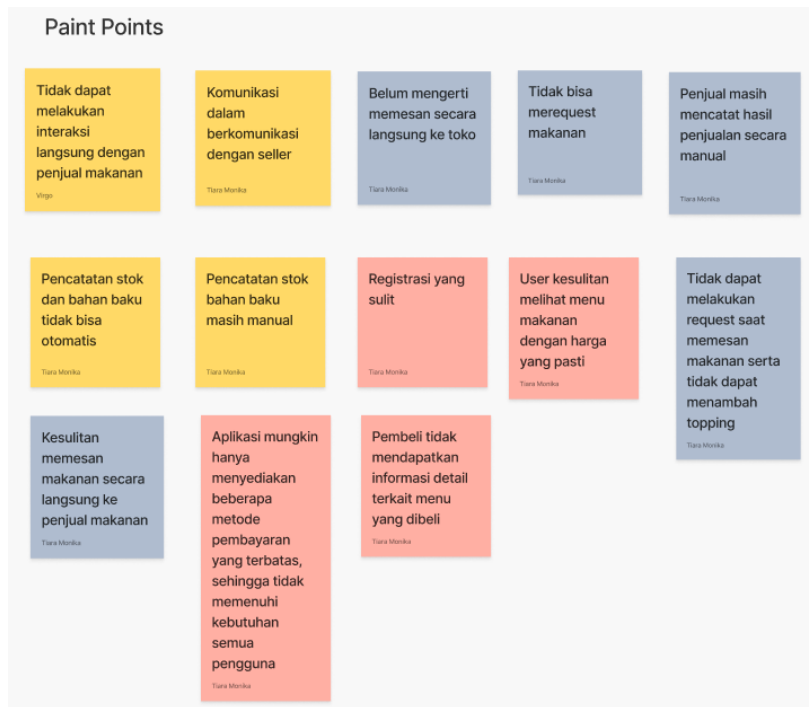 Paint Points
Tidak dapat
melakukan
interaksi
langsung dengan
penjual makanan
Virgo
Komunikasi
dalam
berkomunikasi
dengan seller
Tiara Monika
Belum mengerti
memesan secara
langsung ke toko
Tiara Monika
Tidak bisa
merequest
makanan
Tiara Monika
Penjual masih
mencatat hasil
penjualan secara
manual
Tiara Monika
Pencatatan stok
dan bahan baku
tidak bisa
otomatis
Tiara Monika
Pencatatan stok
bahan baku
masih manual
Tiara Monika
Registrasi yang
sulit
Tiara Monika
User kesulitan
melihat menu
makanan
dengan harga
yang pasti
Tiara Monika
Tidak dapat
melakukan
request saat
memesan
makanan serta
tidak dapat
menambah
topping
Tiara Monika
Kesulitan
memesan
makanan secara
langsung ke
penjual makanan
Tiara Monika
Aplikasi mungkin
hanya
menyediakan
beberapa
metode
pembayaran
yang terbatas,
sehingga tidak
memenuhi
kebutuhan
semua
pengguna
Tiara Monika
Pembeli tidak
mendapatkan
informasi detail
terkait menu
yang dibeli
Tiara Monika